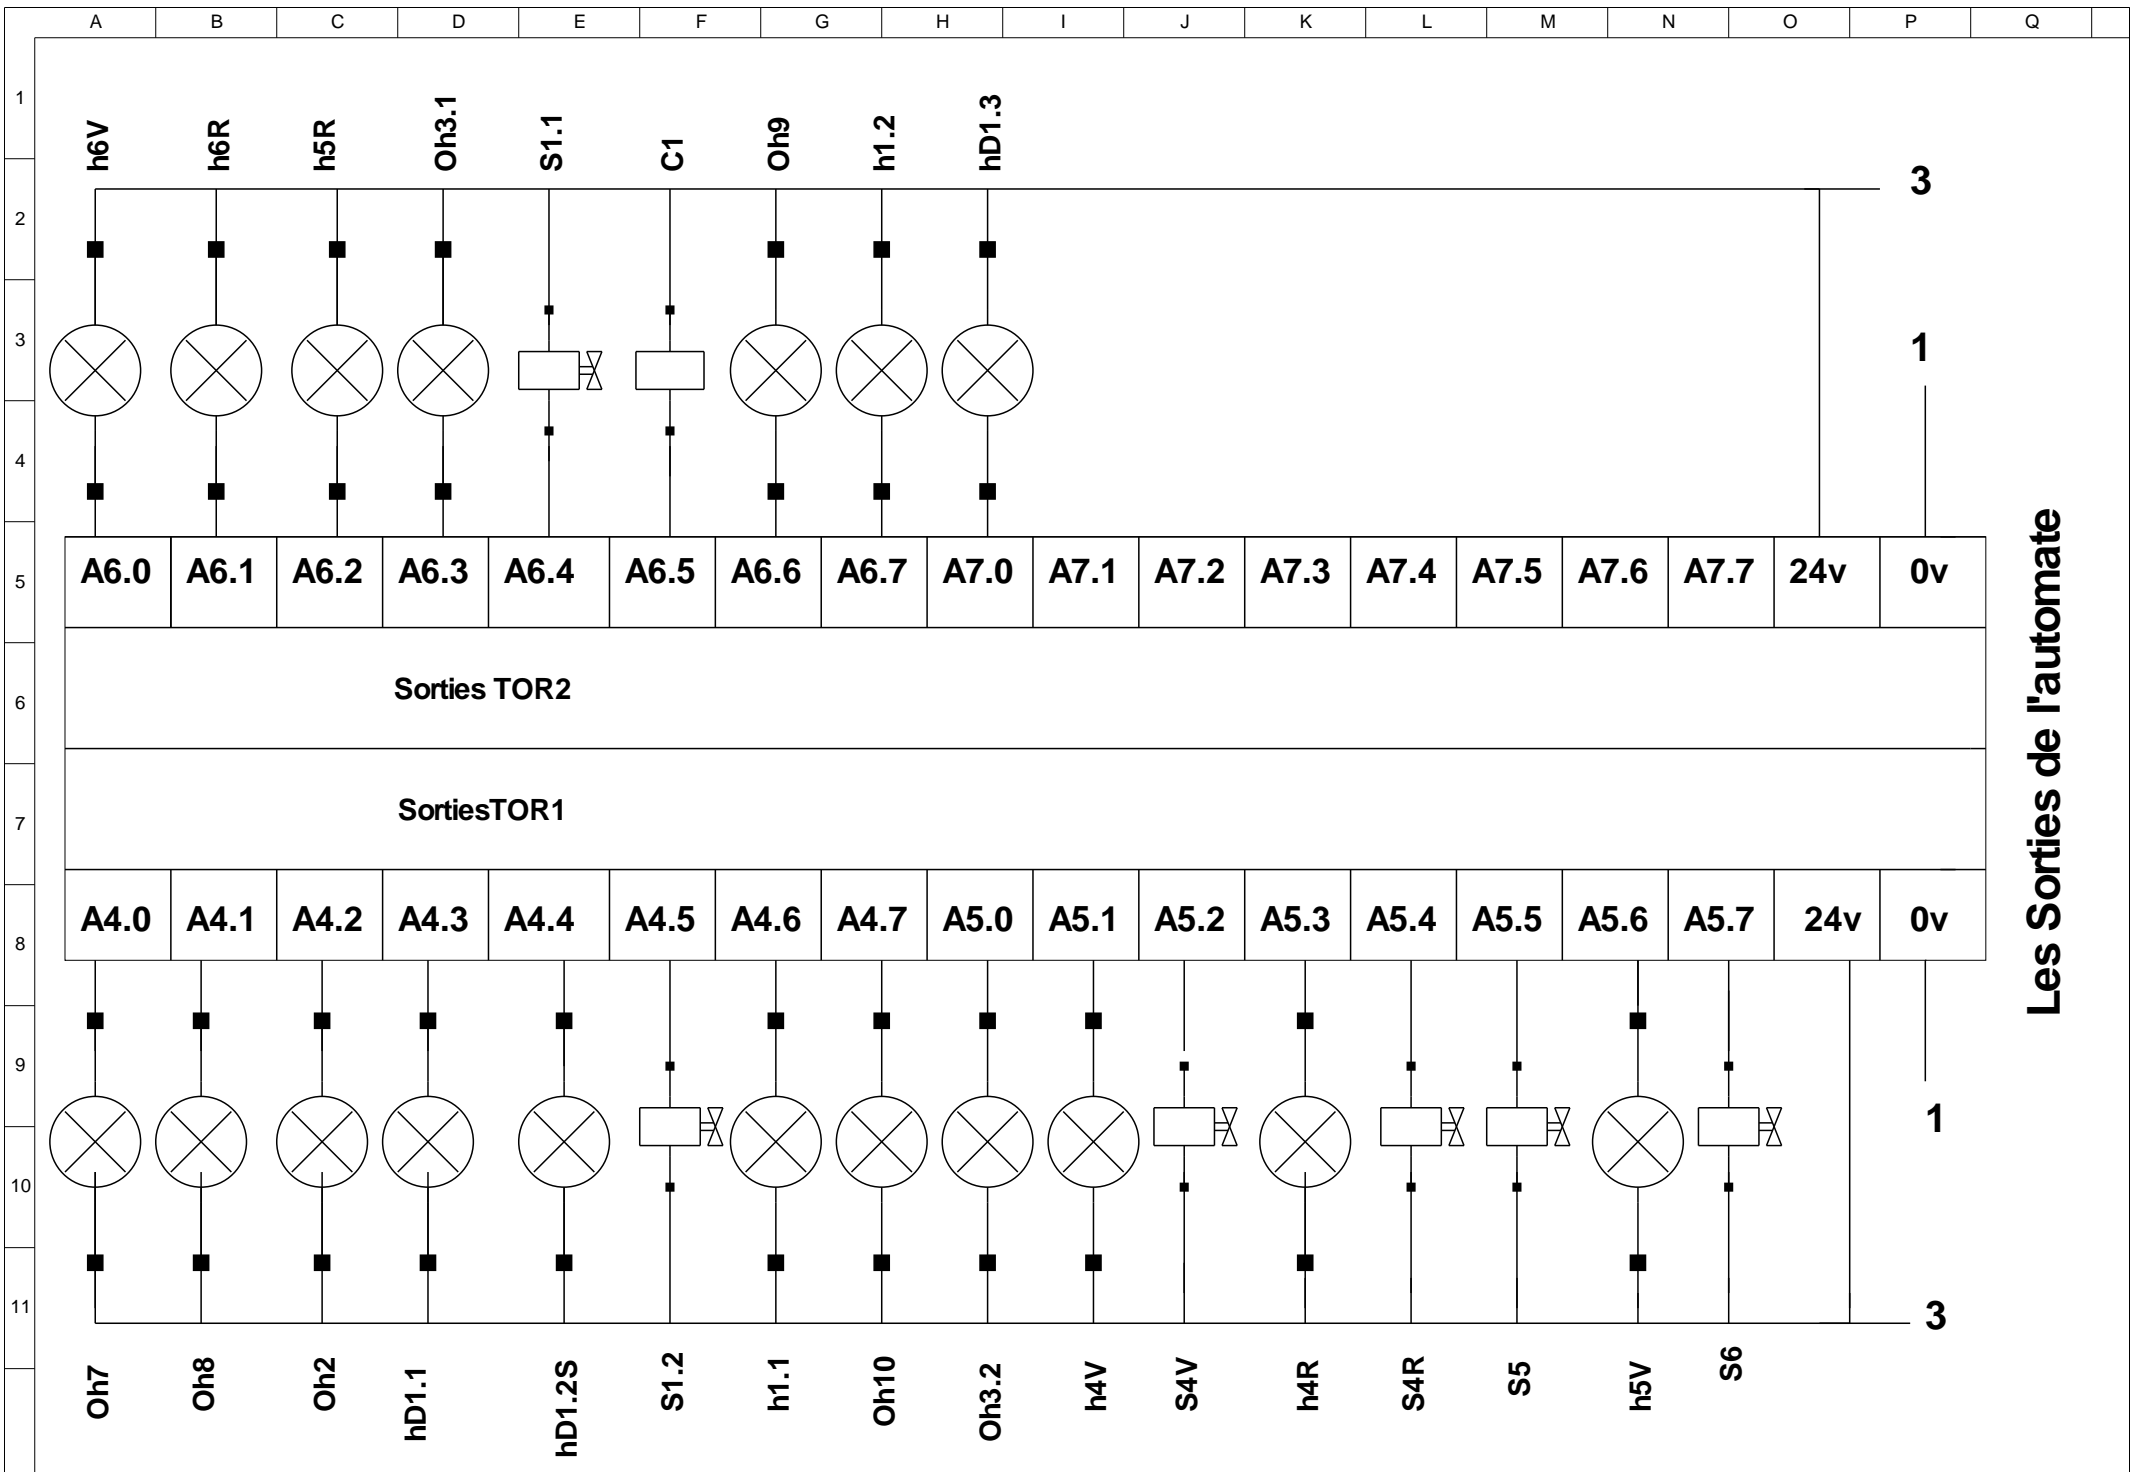 A B C D E F G H I J K L M N O P Q
1
2
3
4
5
6
7
8
9
10
11
h6V h6R h5R Oh3.1 S1.1 C1 Oh9 h1.2 hD1.3
3
1
A6.0 A6.1 A6.2 A6.3 A6.4 A6.5 A6.6 A6.7 A7.0 A7.1 A7.2 A7.3 A7.4 A7.5 A7.6 A7.7 24v 0v
Sorties TOR2
SortiesTOR1
A4.0 A4.1 A4.2 A4.3 A4.4 A4.5 A4.6 A4.7 A5.0 A5.1 A5.2 A5.3 A5.4 A5.5 A5.6 A5.7 24v 0v
1
3
Oh7 Oh8 Oh2 hD1.1 hD1.2S S1.2 h1.1 Oh10 Oh3.2 h4V S4V h4R S4R S5 h5V S6
Les Sorties de l'automate